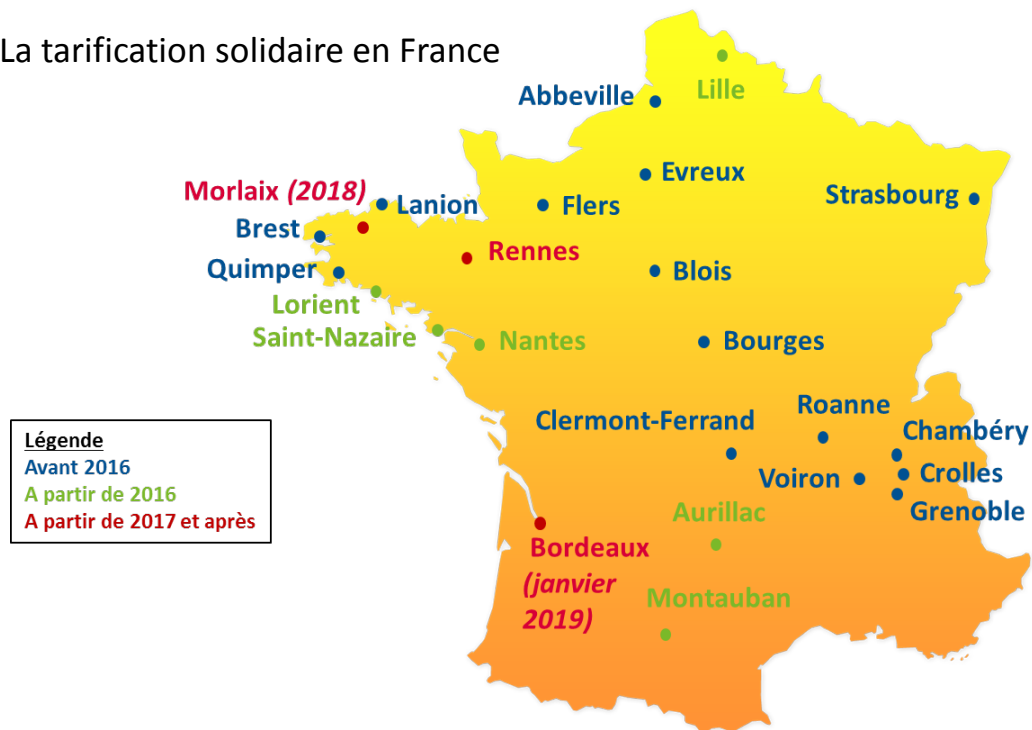 La tarification solidaire en France
Lille
Abbeville
Evreux
Strasbourg
Morlaix (2018)
Lanion
Flers
Brest
Rennes
Quimper
Blois
Lorient
Saint-Nazaire
Nantes
Bourges
Roanne
Clermont-Ferrand
Chambéry
Voiron
Crolles
Grenoble
Aurillac
Bordeaux
(janvier
2019)
Montauban
Légende
Avant 2016
A partir de 2016
A partir de 2017 et après